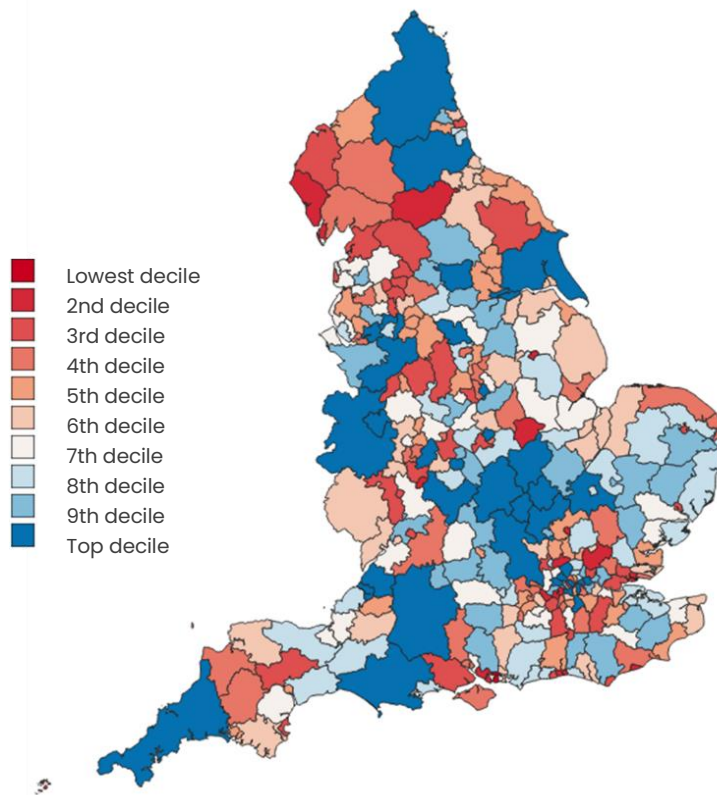 Lowest decile
2nd decile
3rd decile
4th decile
5th decile
6th decile
7th decile
8th decile
9th decile
Top decile